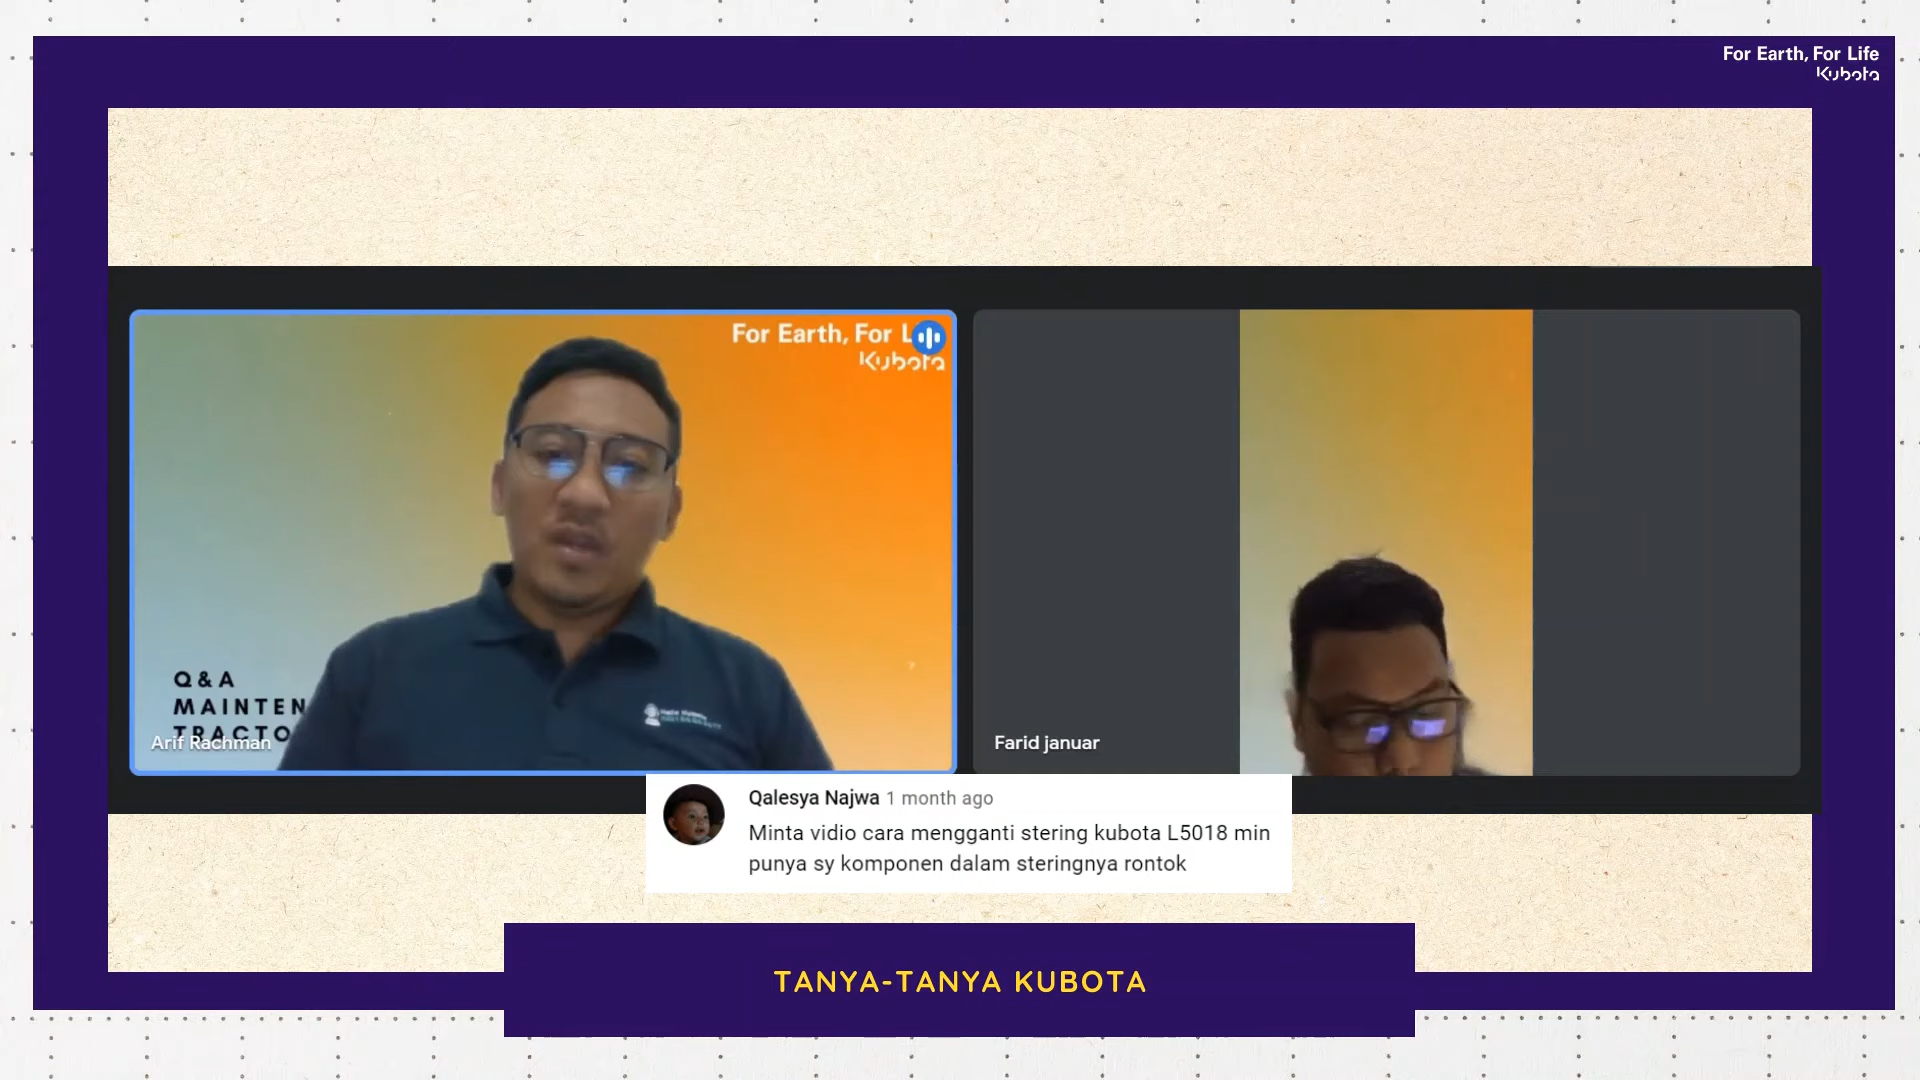 For Earth, For Life
Kubota
For Earth, For L
Kubota
Q & A
MAINTEN
TRACTO
Arif Rachman
Farid januar
Qalesya Najwa 1 month ago
Minta vidio cara mengganti stering kubota L5018 min
punya sy komponen dalam steringnya rontok
TANYA-TANYA KUBOTA